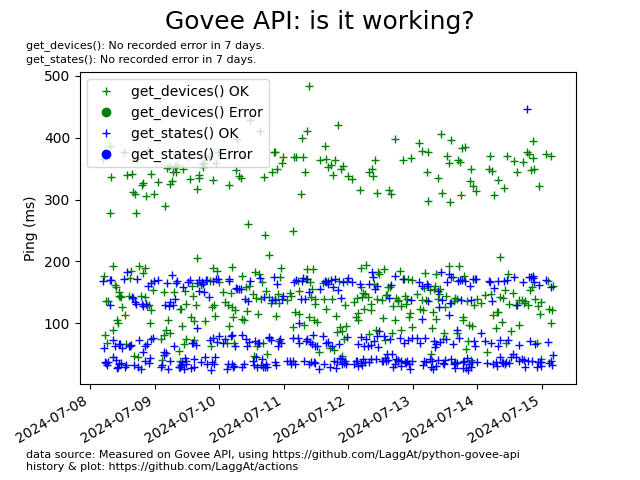 Govee API: is it working?
get_devices(): No recorded error in 7 days.
get_states(): No recorded error in 7 days.
get_devices() OK
get_devices() Error
get_states() OK
get_states() Error
Ping (ms)
500
400
300
200
100
2024-07-08
2024-07-09
2024-07-10
2024-07-11
2024-07-12
2024-07-13
2024-07-14
2024-07-15
data source: Measured on Govee API, using https://github.com/LaggAt/python-govee-api
history & plot: https://github.com/LaggAt/actions